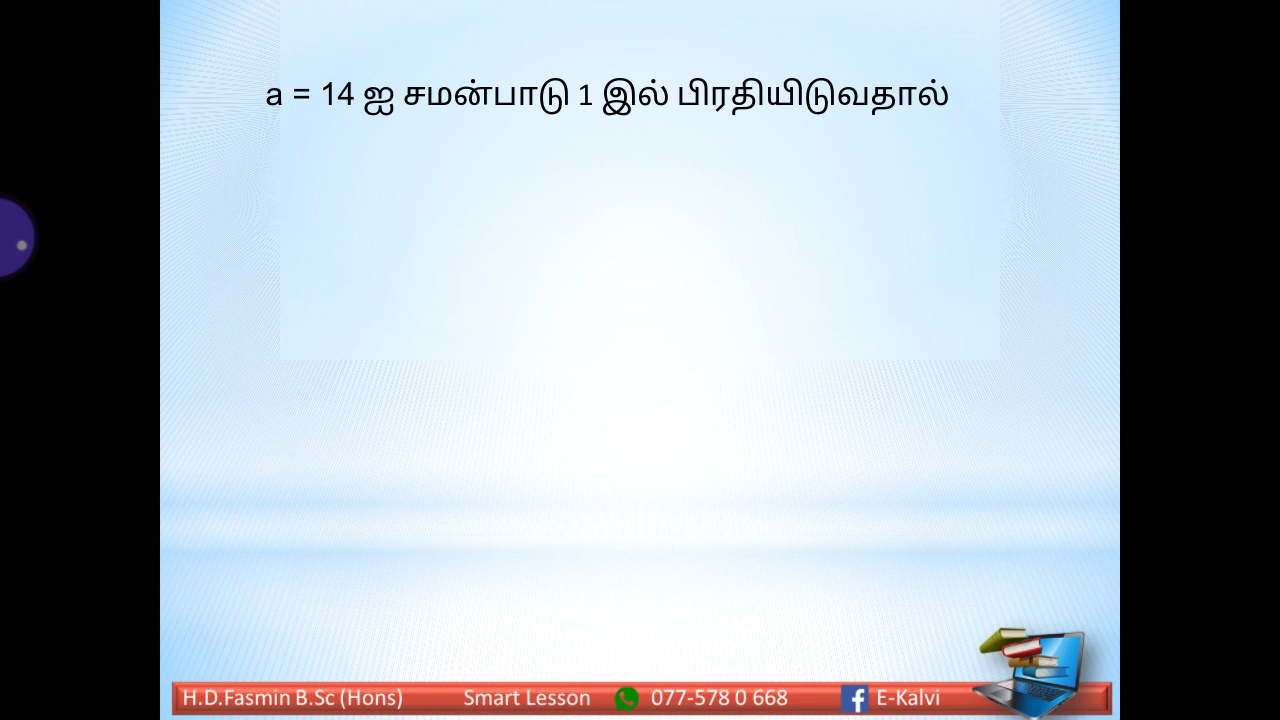 a = 14 ஐ சமன்பாடு 1 இல் பிரதியிடுவதால்
H.D.Fasmin B.Sc (Hons) Smart Lesson 077-578 0 668 E-Kalvi